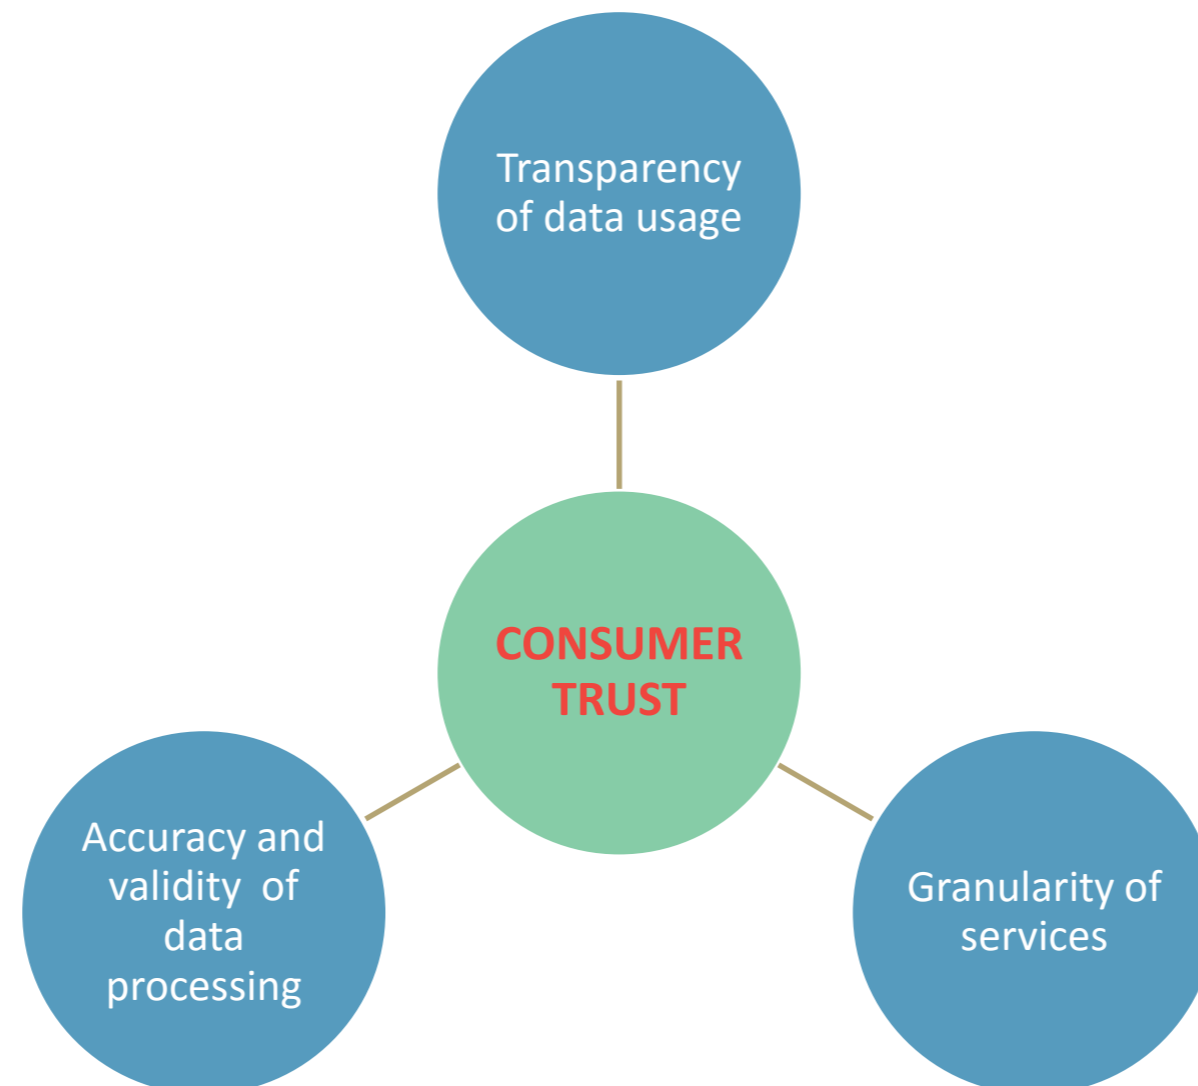 Transparency
of data usage
CONSUMER
TRUST
Accuracy and
validity  of
data
processing
Granularity of
services